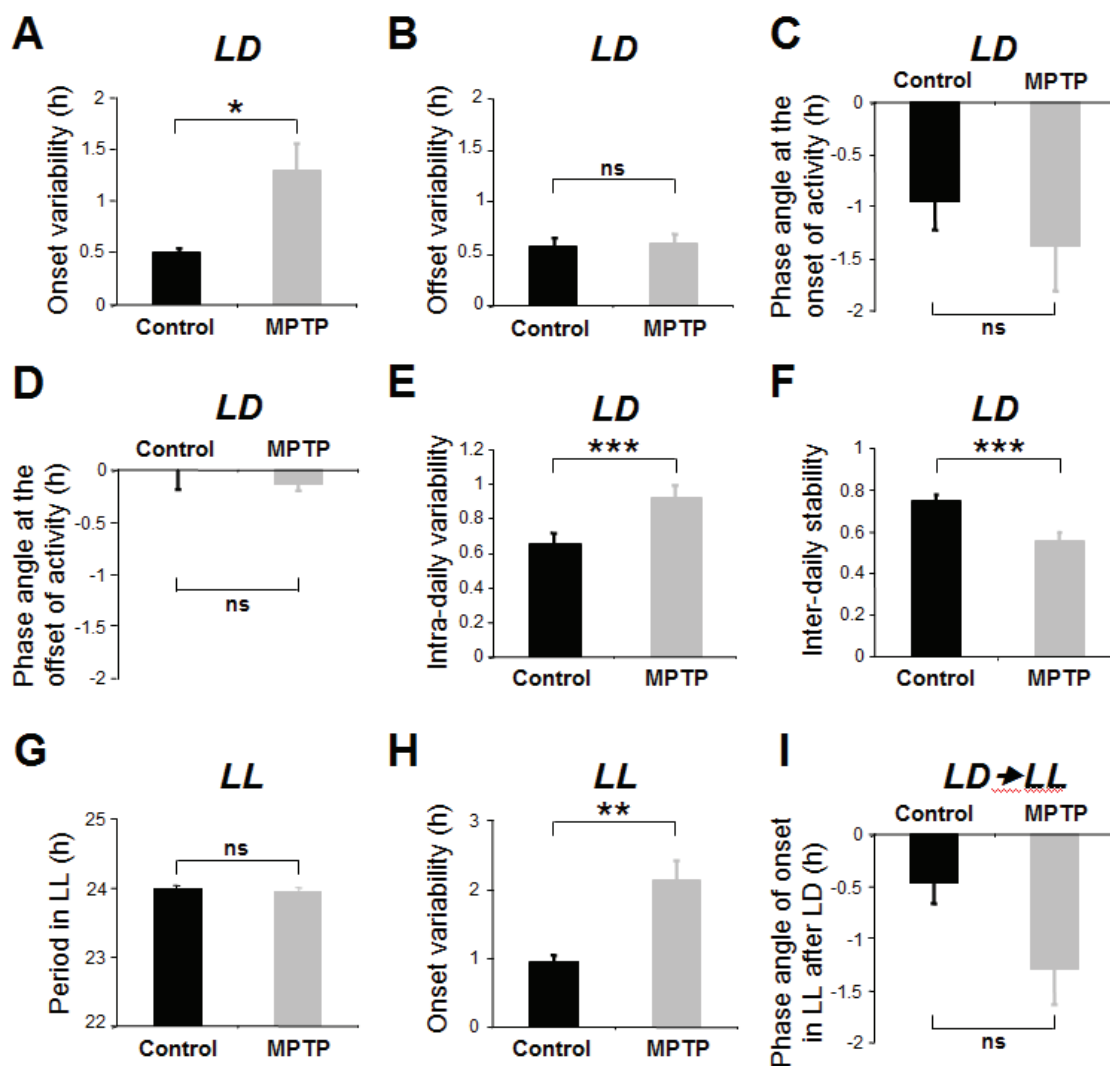 A
LD
Onset variability (h)
2
1.5
1
0.5
0
*
Control MPTP
B
LD
Offset variability (h)
2
1.5
1
0.5
0
ns
Control MPTP
C
LD
Control MPTP
Phase angle at the
onset of activity (h)
0
-0.5
-1
-1.5
-2
ns
D
LD
Control MPTP
Phase angle at the
offset of activity (h)
0
-0.5
-1
-1.5
-2
ns
E
LD
Intra-daily variability
1.2
1
0.8
0.6
0.4
0.2
0
***
Control MPTP
F
LD
Inter-daily stability
1
0.8
0.6
0.4
0.2
0
***
Control MPTP
G
LL
Period in LL (h)
25
24
23
22
ns
Control MPTP
H
LL
Onset variability (h)
3
2
1
0
**
Control MPTP
I
LD➔LL
Control MPTP
Phase angle of onset
in LL after LD (h)
0
-0.5
-1
-1.5
-2
ns